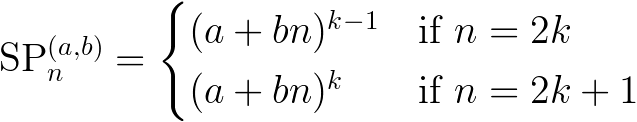 SP_n^{(a,b)} = { (a + bn)^{k−1} if n = 2k
(a + bn)^k if n = 2k + 1